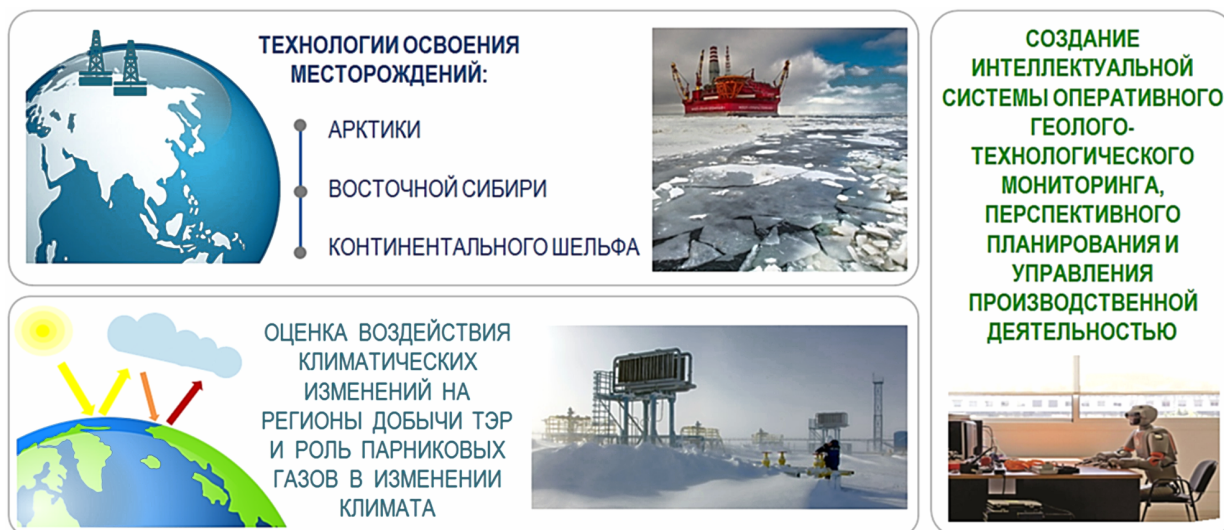 ТЕХНОЛОГИИ ОСВОЕНИЯ
МЕСТОРОЖДЕНИЙ:
АРКТИКИ
ВОСТОЧНОЙ СИБИРИ
КОНТИНЕНТАЛЬНОГО ШЕЛЬФА
ОЦЕНКА ВОЗДЕЙСТВИЯ
КЛИМАТИЧЕСКИХ
ИЗМЕНЕНИЙ НА
РЕГИОНЫ ДОБЫЧИ ТЭР
И РОЛЬ ПАРНИКОВЫХ
ГАЗОВ В ИЗМЕНЕНИИ
КЛИМАТА
СОЗДАНИЕ
ИНТЕЛЛЕКТУАЛЬНОЙ
СИСТЕМЫ ОПЕРАТИВНОГО
ГЕОЛОГО-
ТЕХНОЛОГИЧЕСКОГО
МОНИТОРИНГА,
ПЕРСПЕКТИВНОГО
ПЛАНИРОВАНИЯ И
УПРАВЛЕНИЯ
ПРОИЗВОДСТВЕННОЙ
ДЕЯТЕЛЬНОСТЬЮ